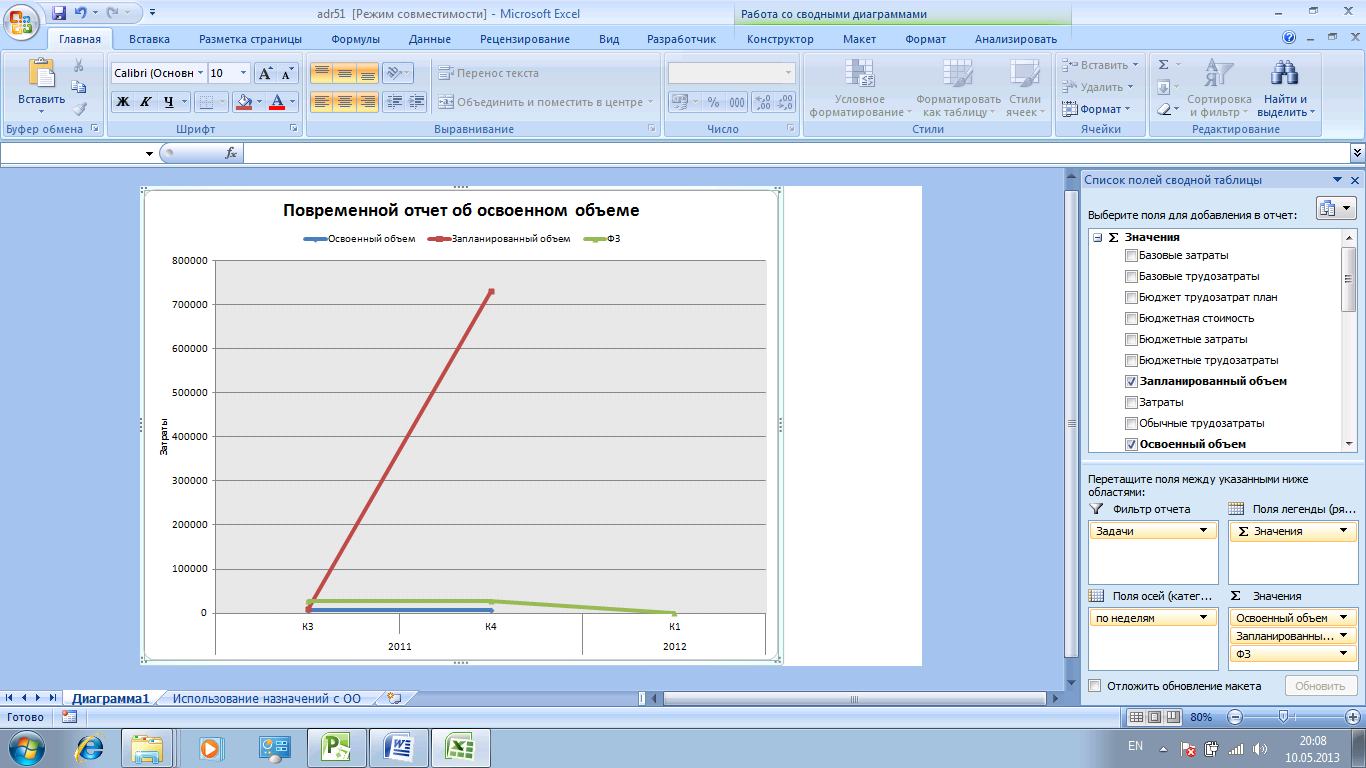 adr51 [Режим совместимости] - Microsoft Excel
Работа со сводными диаграммами
Главная Вставка Разметка страницы Формулы Данные Рецензирование Вид Разработчик Конструктор Макет Формат Анализировать
Вставить
Буфер обмена
Calibri (Основн 10
Ж К Ч
Шрифт
Перенос текста
Объединить и поместить в центре
Выравнивание
% 000
Число
Условное форматирование
Форматировать как таблицу
Стили ячеек
Стили
Вставить
Удалить
Формат
Ячейки
Сортировка и фильтр
Найти и выделить
Редактирование
fx
Повременной отчет об освоенном объеме
Освоенный объем Запланированный объем ФЗ
800000
700000
600000
500000
400000
300000
200000
100000
0
Затраты
К3 К4 К1
2011 2012
Список полей сводной таблицы
Выберите поля для добавления в отчет:
Σ Значения
Базовые затраты
Базовые трудозатраты
Бюджет трудозатрат план
Бюджетная стоимость
Бюджетные затраты
Бюджетные трудозатраты
Запланированный объем
Затраты
Обычные трудозатраты
Освоенный объем
Перетащите поля между указанными ниже
областями:
Фильтр отчета
Задачи
Поля легенды (ря...
Σ Значения
Поля осей (катег...
по неделям
Σ Значения
Освоенный объем
Запланированны...
ФЗ
Отложить обновление макета Обновить
Диаграмма1 Использование назначений с ОО
Готово
80%
EN
20:08
10.05.2013